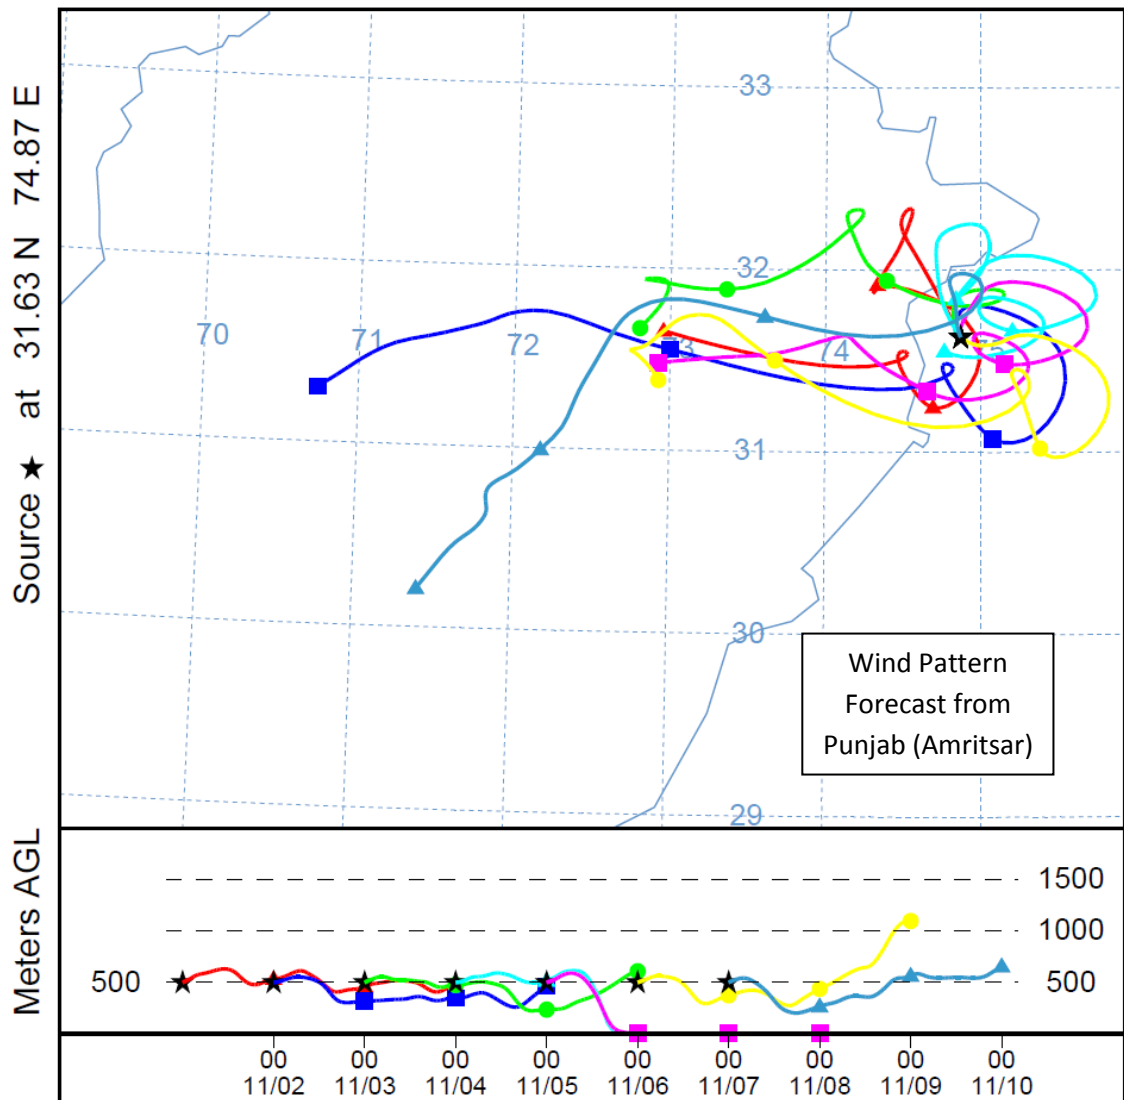 Source ★ at 31.63 N 74.87 E
33
32
70
71
72
73
74
75
31
30
29
Wind Pattern
Forecast from
Punjab (Amritsar)
Meters AGL
1500
1000
500
500
00 00 00 00 00 00 00 00 00
11/02 11/03 11/04 11/05 11/06 11/07 11/08 11/09 11/10